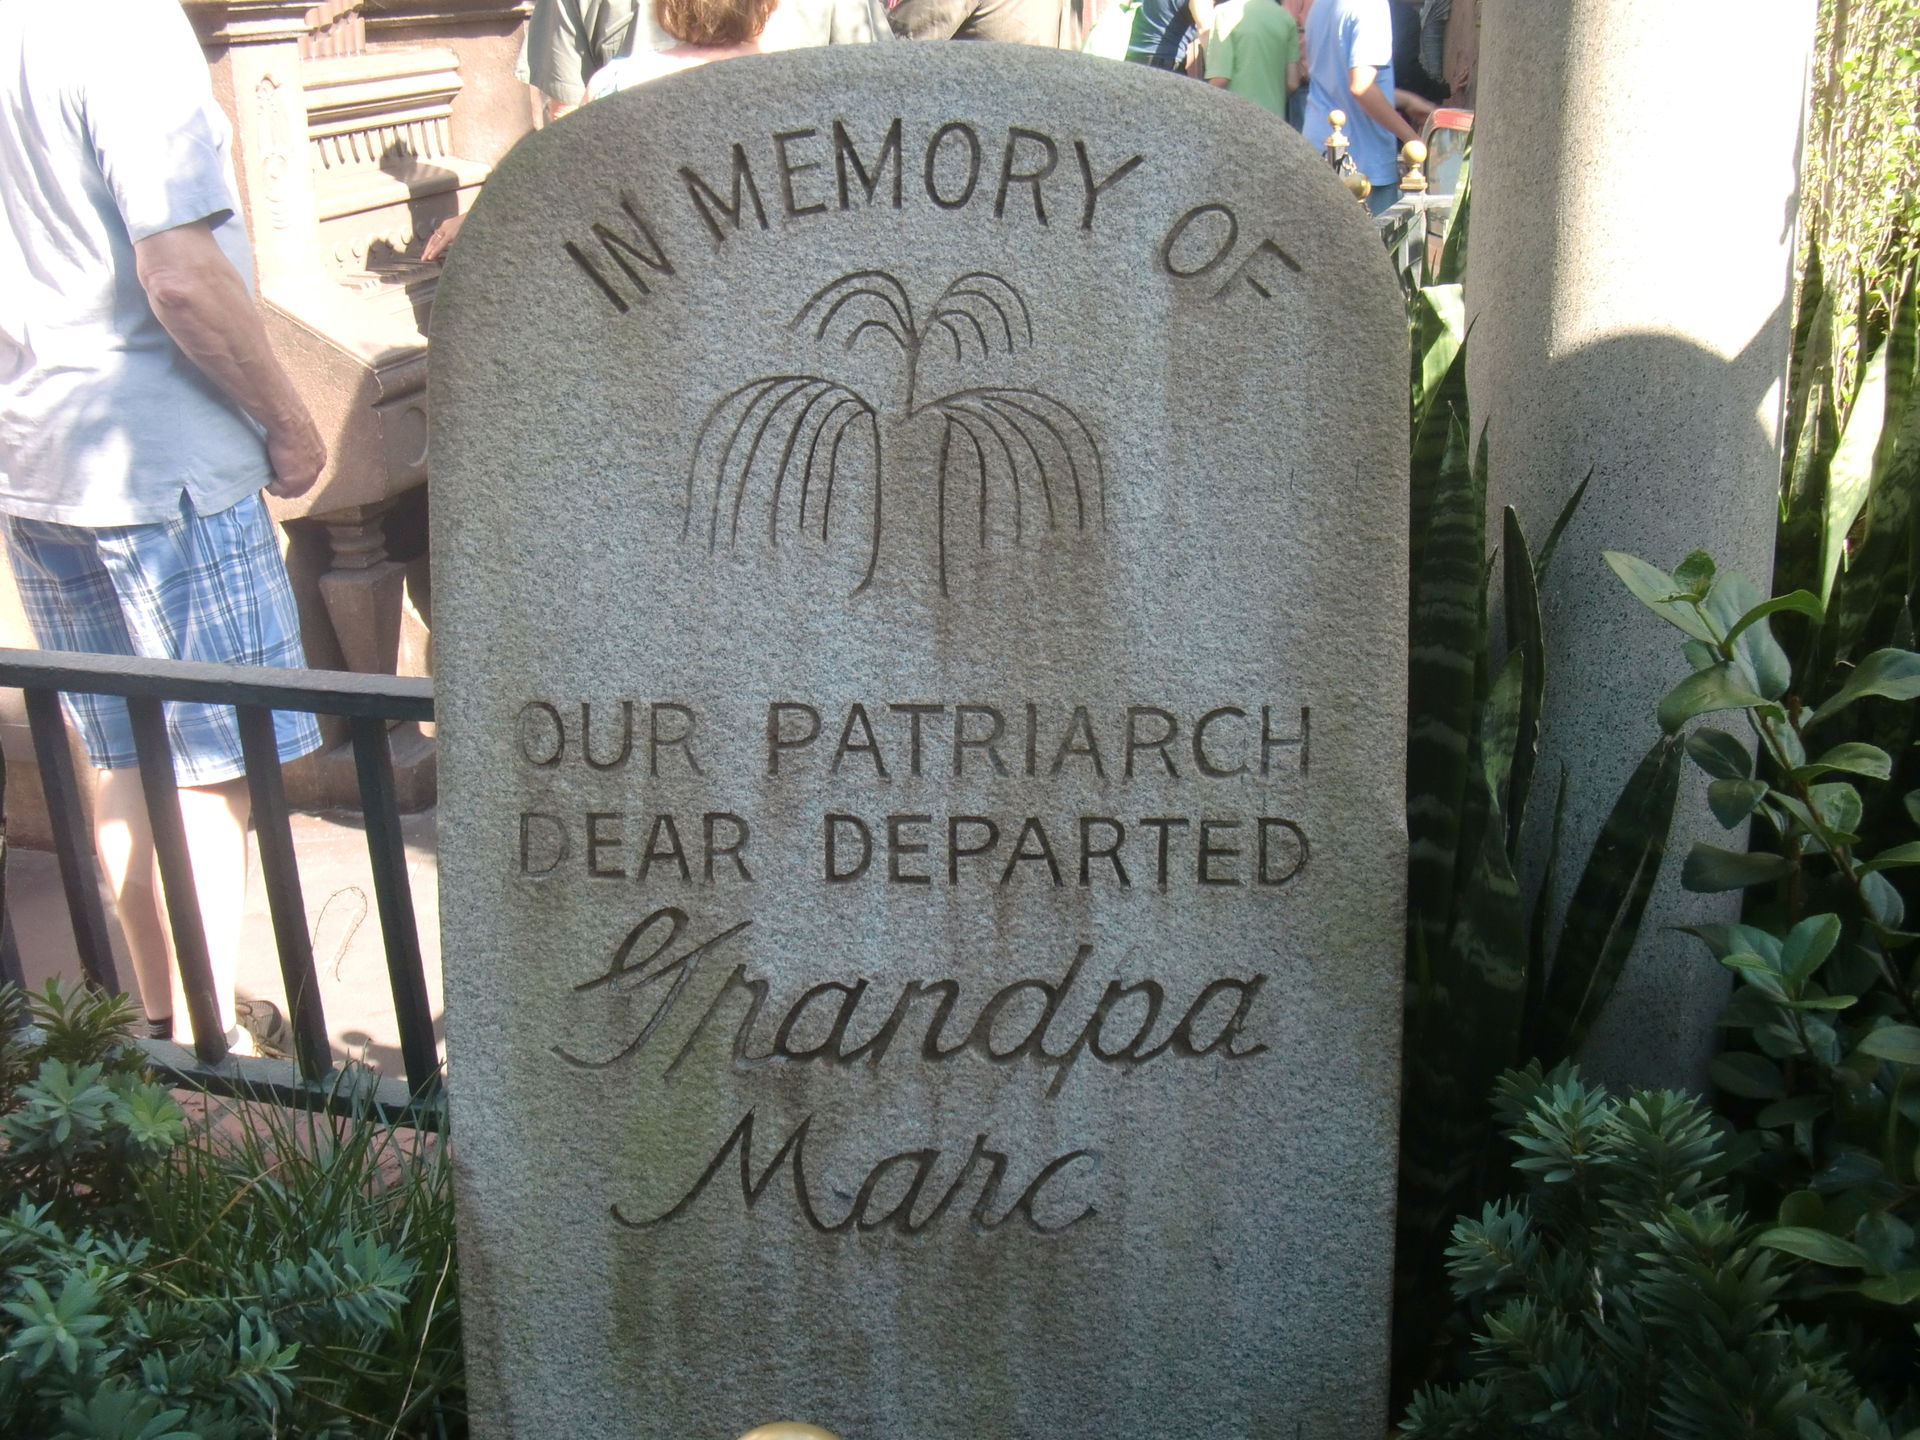 IN MEMORY OF
OUR PATRIARCH
DEAR DEPARTED
Grandpa
Marc